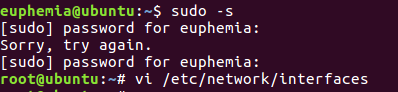 euphemia@ubuntu:~$ sudo -s
[sudo] password for euphemia:
Sorry, try again.
[sudo] password for euphemia:
root@ubuntu:~# vi /etc/network/interfaces